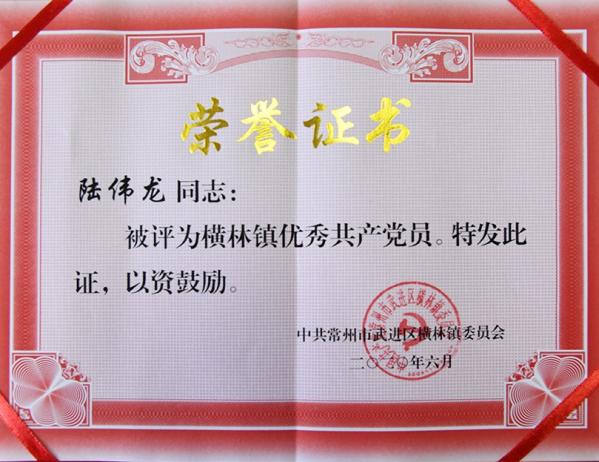 荣誉证书
陆伟龙同志：
被评为横林镇优秀共产党员。特发此
证，以资鼓励。
中共常州市武进区横林镇委员会
二〇一〇年六月